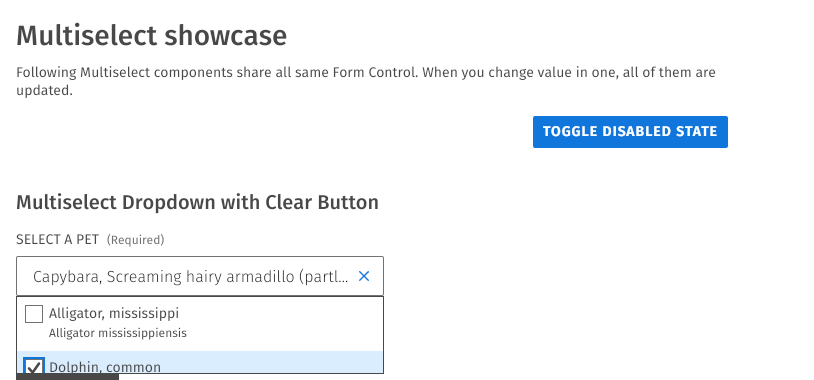 Multiselect showcase
Following Multiselect components share all same Form Control. When you change value in one, all of them are
updated.
TOGGLE DISABLED STATE
Multiselect Dropdown with Clear Button
SELECT A PET (Required)
Capybara, Screaming hairy armadillo (partl...
Alligator, mississippi
Alligator mississippiensis
Dolphin, common